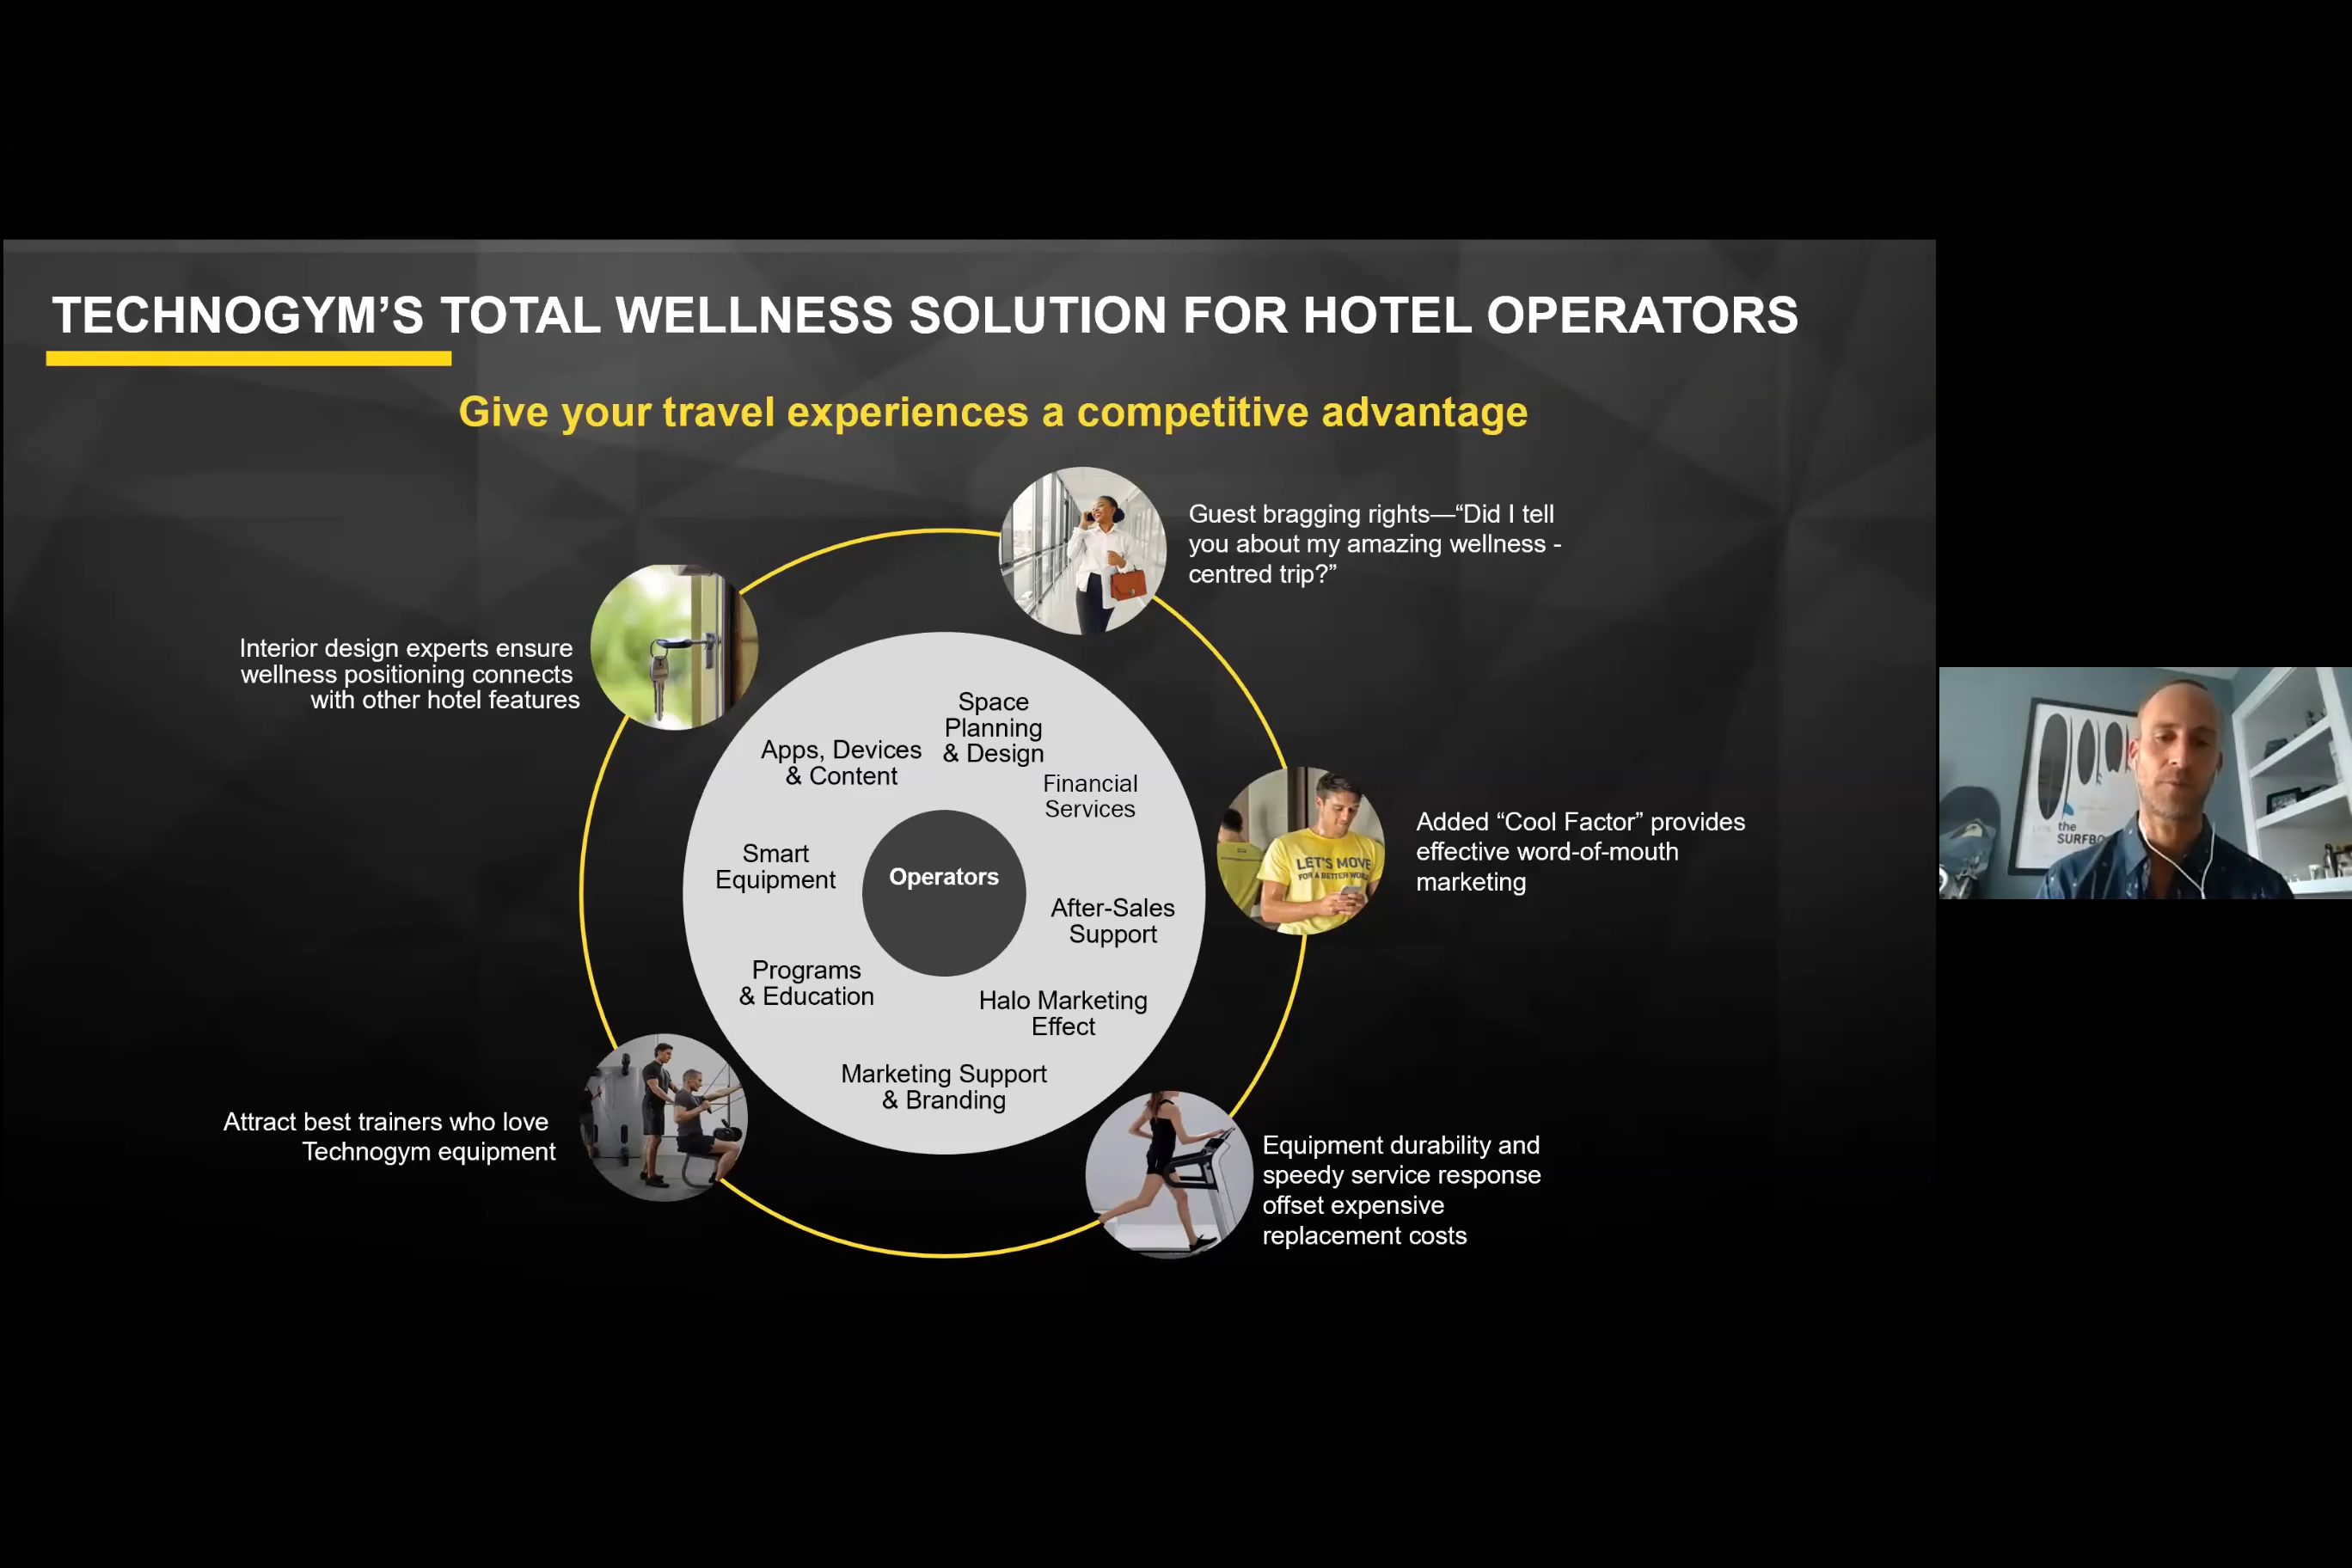 TECHNOGYM’S TOTAL WELLNESS SOLUTION FOR HOTEL OPERATORS
Give your travel experiences a competitive advantage
Guest bragging rights—“Did I tell
you about my amazing wellness -
centred trip?”
Interior design experts ensure
wellness positioning connects
with other hotel features
Space
Planning
& Design
Apps, Devices
& Content
Financial
Services
Smart
Equipment
Operators
After-Sales
Support
Programs
& Education
Halo Marketing
Effect
Marketing Support
& Branding
LET'S MOVE
FOR A BETTER
Added “Cool Factor” provides
effective word-of-mouth
marketing
Attract best trainers who love
Technogym equipment
Equipment durability and
speedy service response
offset expensive
replacement costs
the
SURFBO